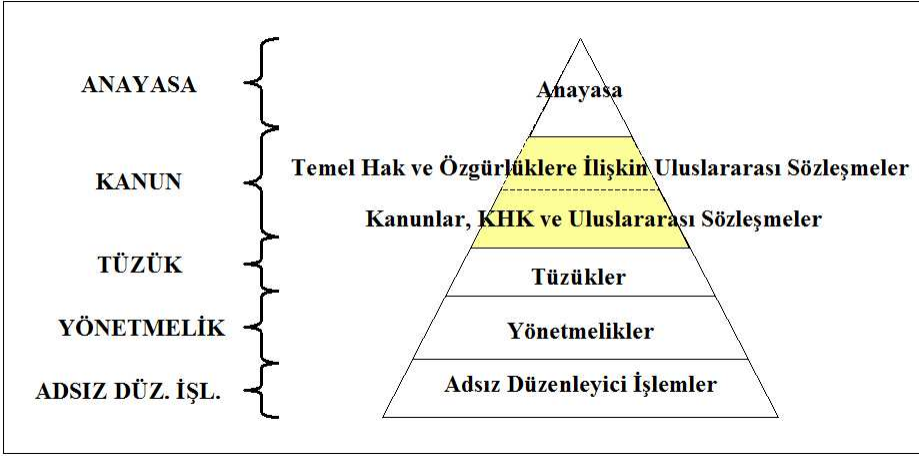 ANAYASA
Anayasa
KANUN
Temel Hak ve Özgürlüklere İlişkin Uluslararası Sözleşmeler
Kanunlar, KHK ve Uluslararası Sözleşmeler
TÜZÜK
Tüzükler
YÖNETMELİK
Yönetmelikler
ADSIZ DÜZ. İŞL.
Adsız Düzenleyici İşlemler